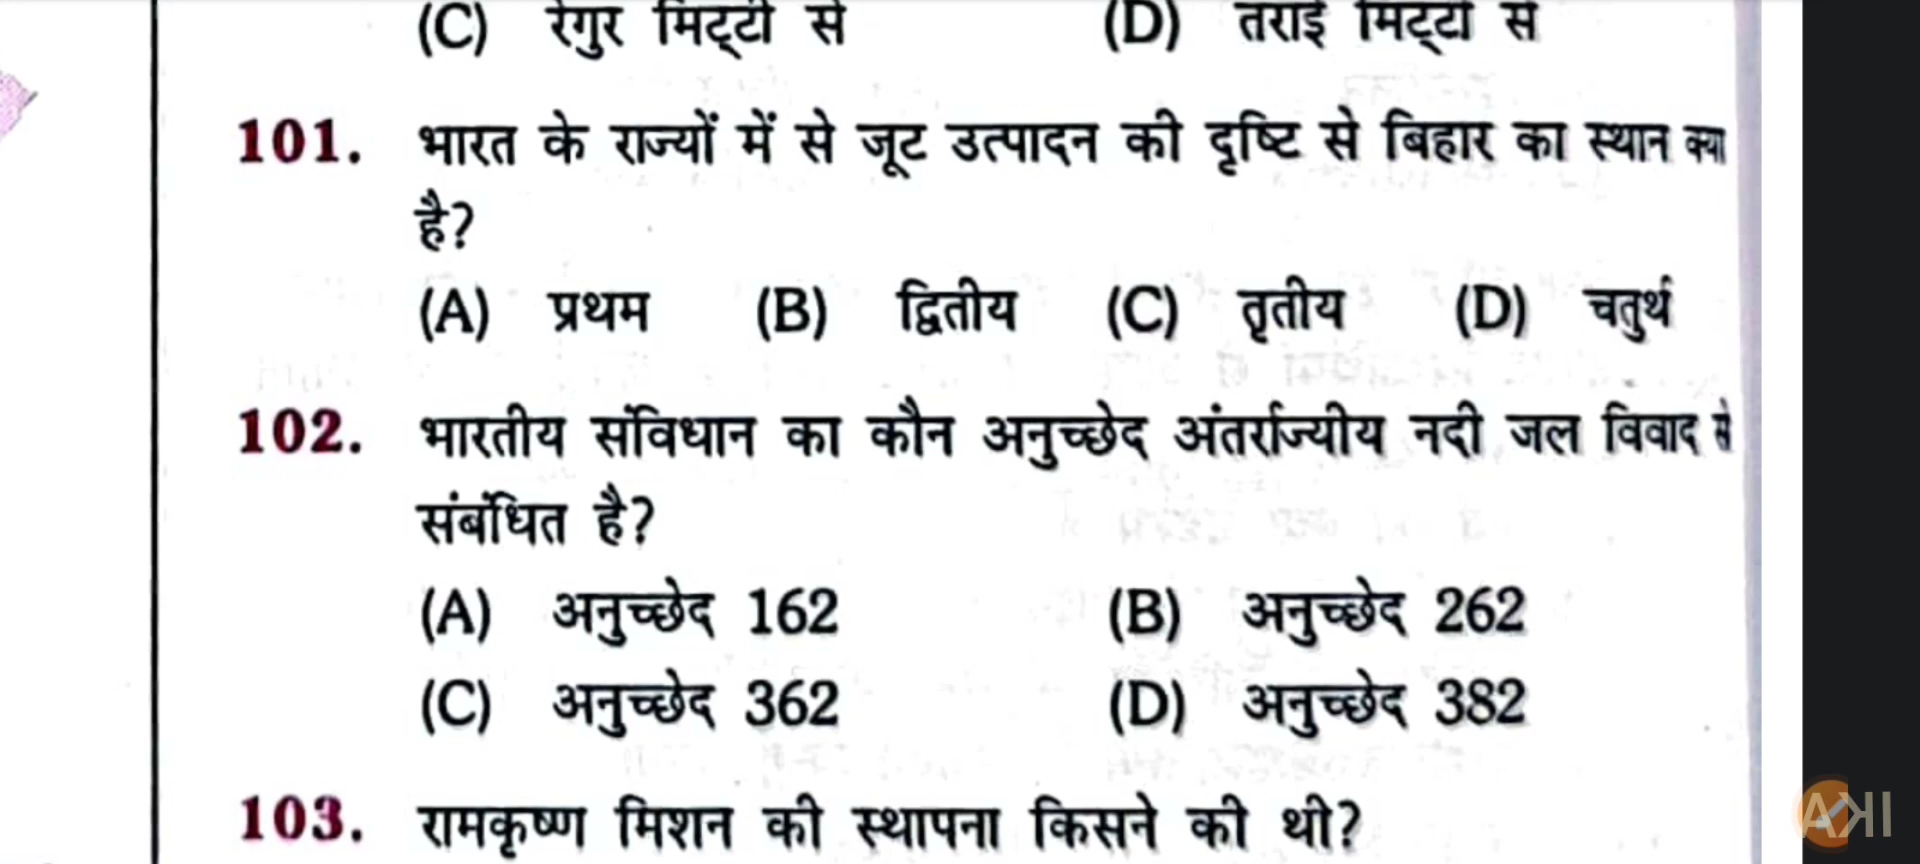 (C) रेगुर मिट्टी से (D) तराई मिट्टी से
101. भारत के राज्यों में से जूट उत्पादन की दृष्टि से बिहार का स्थान क्या
है?
(A) प्रथम (B) द्वितीय (C) तृतीय (D) चतुर्थ
102. भारतीय संविधान का कौन अनुच्छेद अंतर्राज्यीय नदी जल विवाद से
संबंधित है?
(A) अनुच्छेद 162 (B) अनुच्छेद 262
(C) अनुच्छेद 362 (D) अनुच्छेद 382
103. रामकृष्ण मिशन की स्थापना किसने की थी?